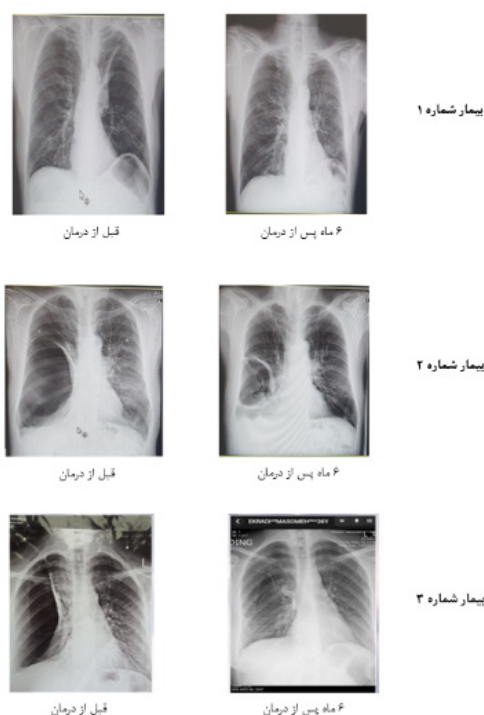 بیمار شماره ۱
۶ ماه پس از درمان
قبل از درمان
بیمار شماره ۲
۶ ماه پس از درمان
قبل از درمان
بیمار شماره ۳
DING
۶ ماه پس از درمان
قبل از درمان